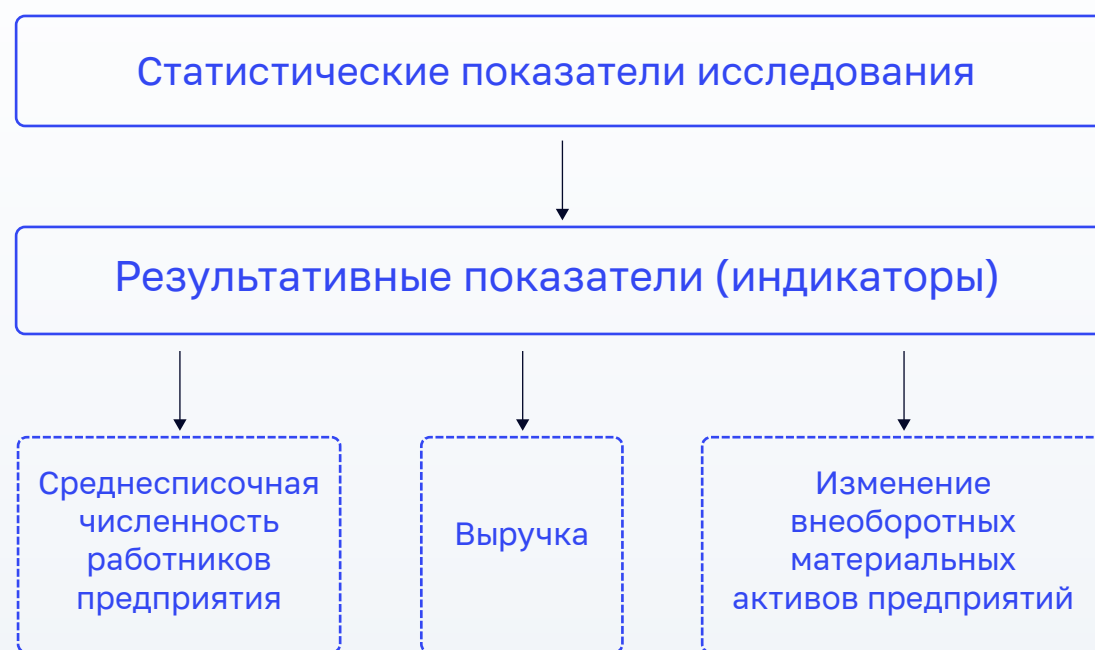 Статистические показатели исследования
Результативные показатели (индикаторы)
Среднесписочная
численность
работников
предприятия
Выручка
Изменение
внеоборотных
материальных
активов предприятий